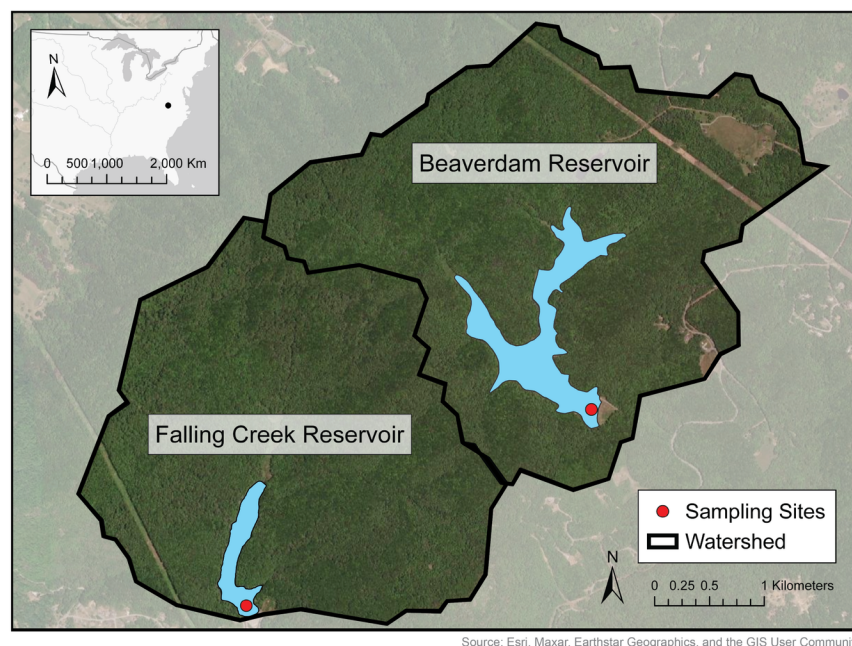 N
0 500 1,000 2,000 Km
Beaverdam Reservoir
Falling Creek Reservoir
Sampling Sites
Watershed
N
0 0.25 0.5 1 Kilometers
Source: Esri, Maxar, Earthstar Geographics, and the GIS User Communi